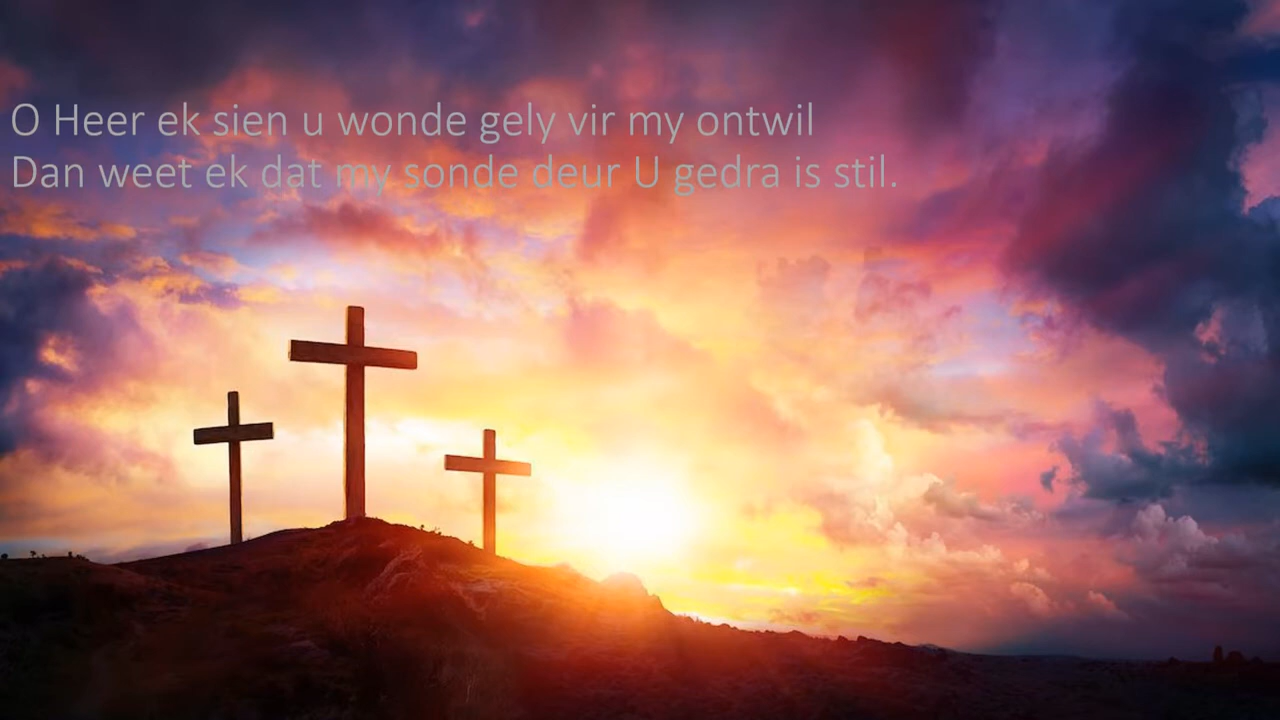 O Heer ek sien u wonde gely vir my ontwil
Dan weet ek dat my sonde deur U gedra is stil.